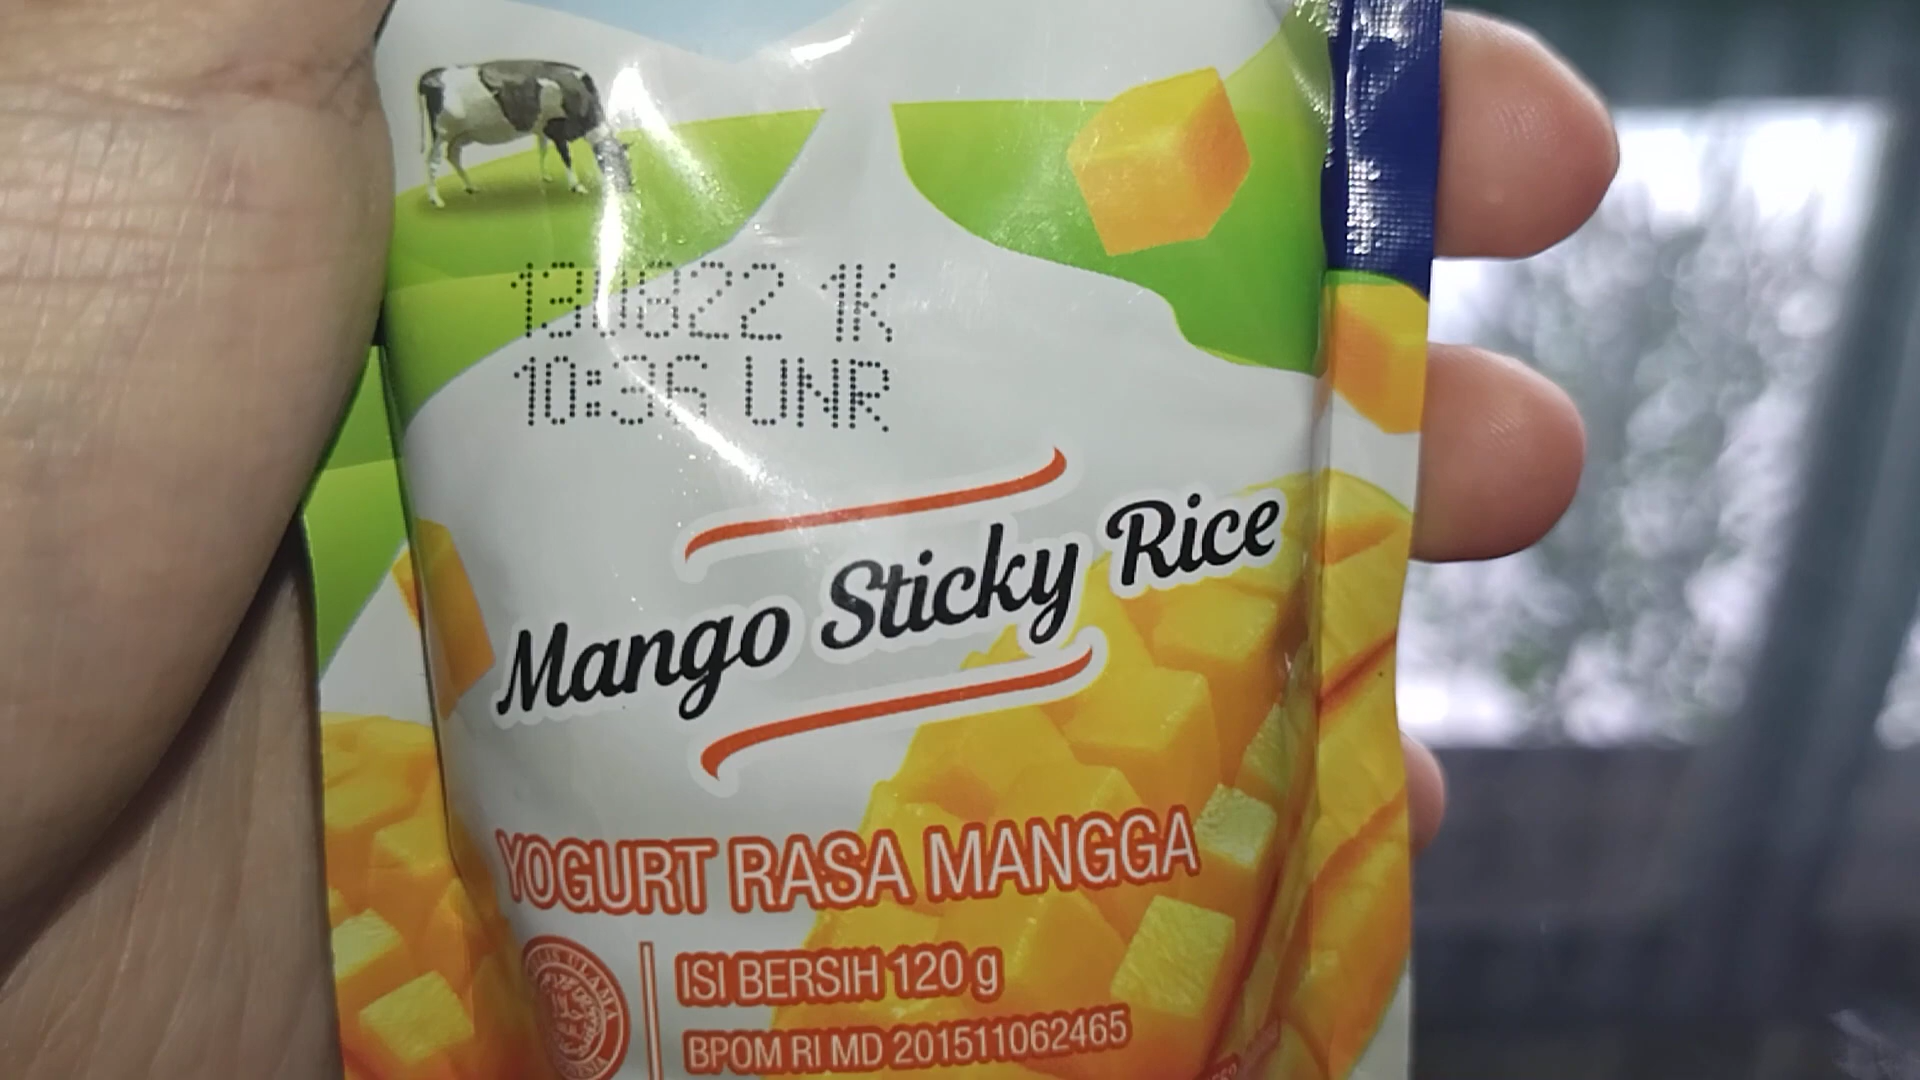 130822 1K
10:36 UNR
Mango Sticky Rice
YOGURT RASA MANGGA
ISI BERSIH 120 g
BPOM RI MD 201511062465